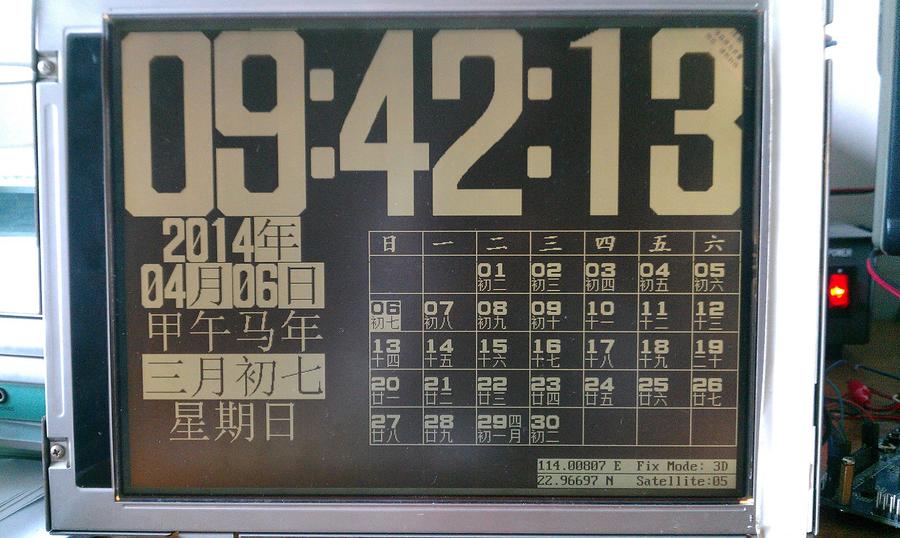 09:42:13
2014年
04月06日
甲午马年
三月初七
星期日
日 一 二 三 四 五 六
01 02 03 04 05
初二 初三 初四 初五 初六
06 07 08 09 10 11 12
初七 初八 初九 初十 十一 十二 十三
13 14 15 16 17 18 19
十四 十五 十六 十七 十八 十九 二十
20 21 22 23 24 25 26
廿一 廿二 廿三 廿四 廿五 廿六 廿七
27 28 29 四 30
廿八 廿九 初一 月 初二
114.00807 E Fix Mode: 3D
22.96697 N Satellite:05
POWER